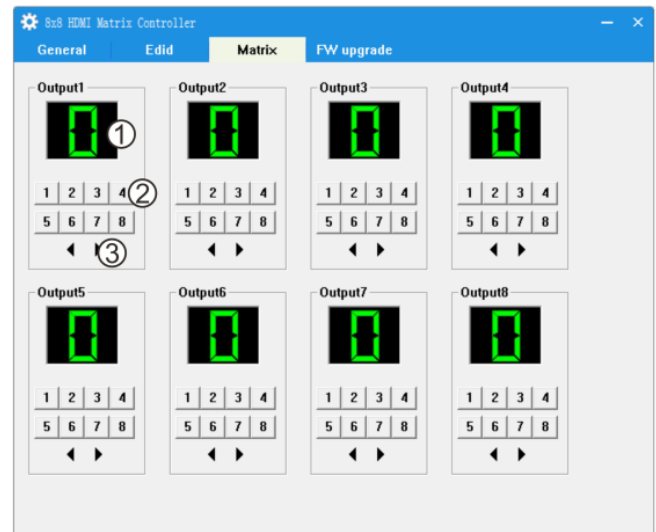 8x8 HDMI Matrix Controller
General Edid Matrix FW upgrade
Output1 Output2 Output3 Output4
0 ① 0 0 0
1 2 3 4 ② 1 2 3 4 1 2 3 4 1 2 3 4
5 6 7 8 5 6 7 8 5 6 7 8 5 6 7 8
③
Output5 Output6 Output7 Output8
0 0 0 0
1 2 3 4 1 2 3 4 1 2 3 4 1 2 3 4
5 6 7 8 5 6 7 8 5 6 7 8 5 6 7 8